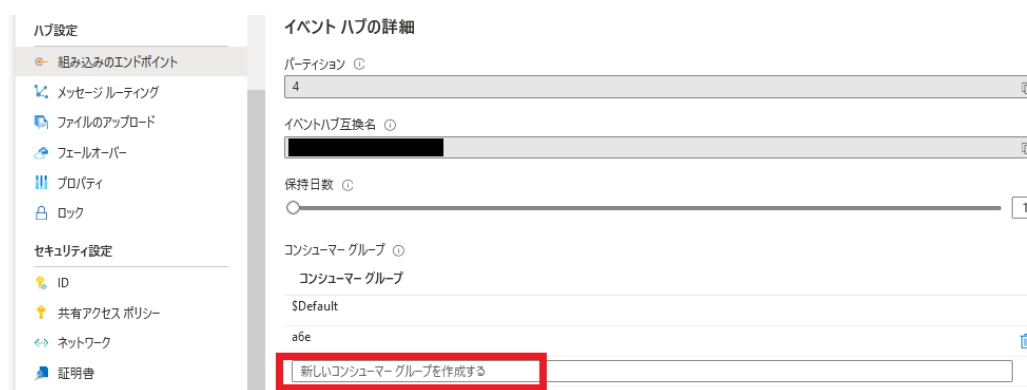 ハブ設定
組み込みのエンドポイント
メッセージ ルーティング
ファイルのアップロード
フェールオーバー
プロパティ
ロック
セキュリティ設定
ID
共有アクセス ポリシー
ネットワーク
証明書
イベント ハブの詳細
パーティション
4
イベントハブ互換名
保持日数
1
コンシューマー グループ
コンシューマー グループ
$Default
a6e
新しいコンシューマー グループを作成する